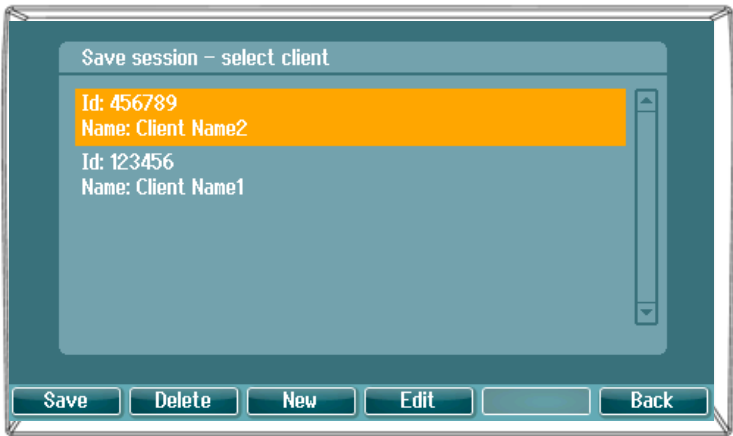 Save session – select client
Id: 456789
Name: Client Name2
Id: 123456
Name: Client Name1
Save
Delete
New
Edit
Back